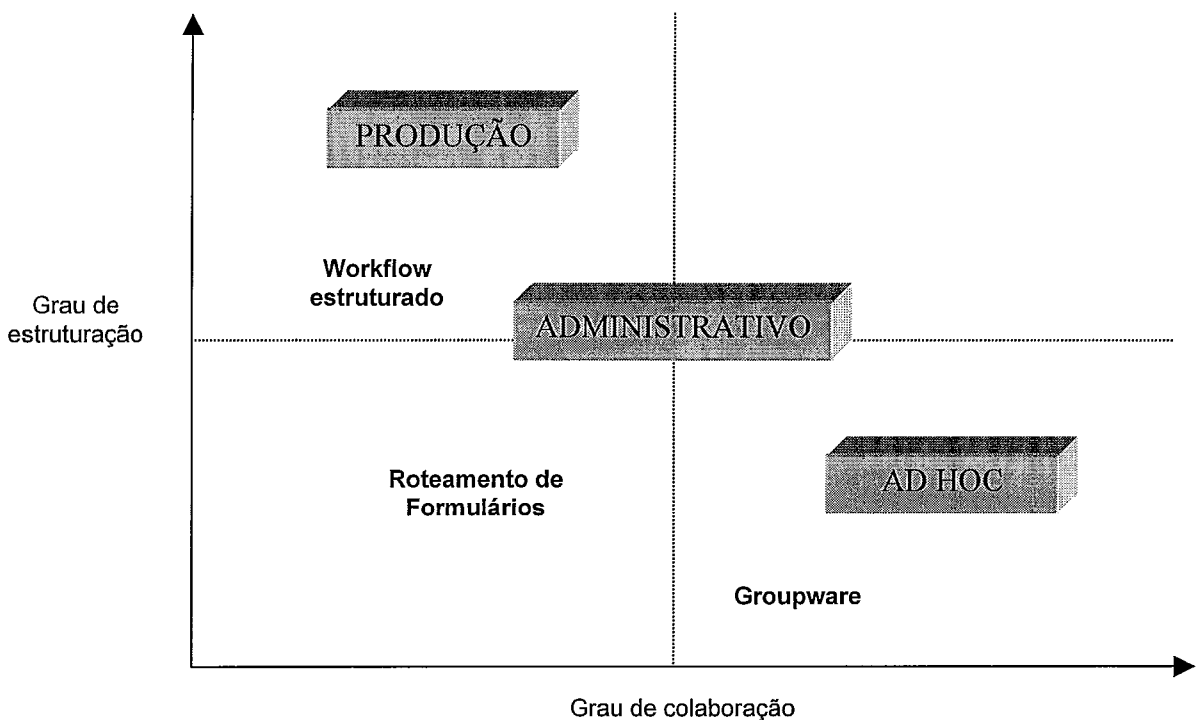 PRODUÇÃO
Workflow
estruturado
Grau de
estruturação
ADMINISTRATIVO
Roteamento de
Formulários
AD HOC
Groupware
Grau de colaboração